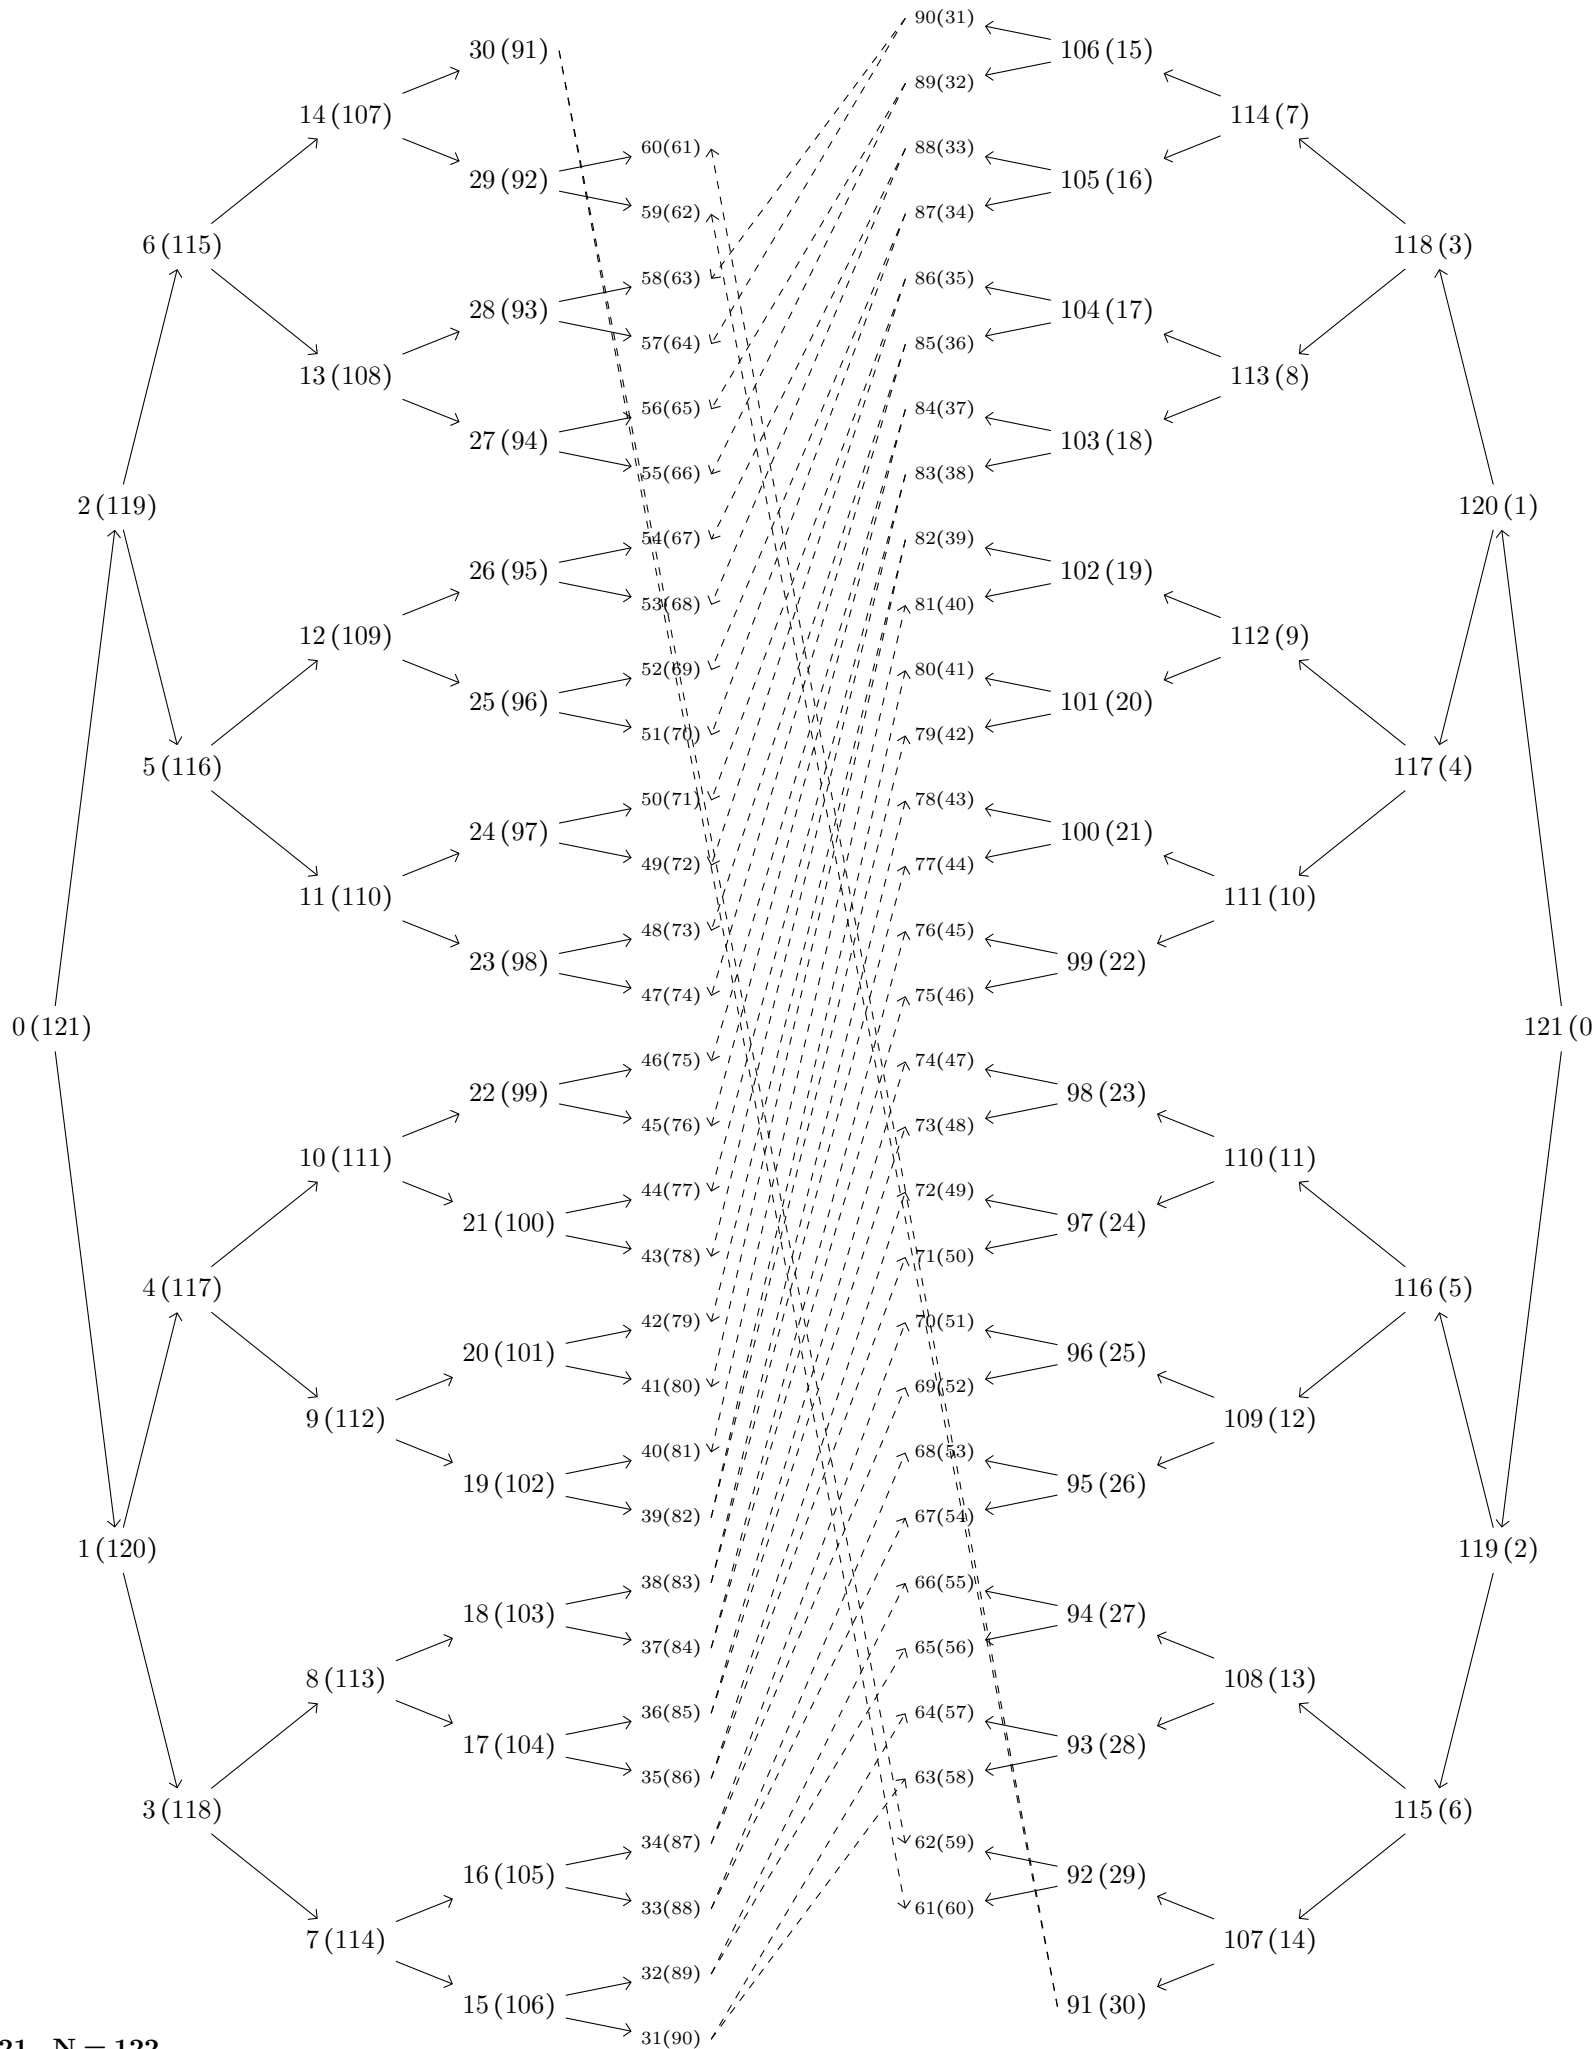 90(31)
30 (91) 106 (15)
89(32)
14 (107) 114 (7)
60(61) 88(33)
29 (92) 105 (16)
59(62) 87(34)
6 (115) 118 (3)
58(63) 86(35)
28 (93) 104 (17)
57(64) 85(36)
13 (108) 113 (8)
56(65) 84(37)
27 (94) 103 (18)
55(66) 83(38)
2 (119) 120 (1)
54(67) 82(39)
26 (95) 102 (19)
53(68) 81(40)
12 (109) 112 (9)
52(69) 80(41)
25 (96) 101 (20)
51(70) 79(42)
5 (116) 117 (4)
50(71) 78(43)
24 (97) 100 (21)
49(72) 77(44)
11 (110) 111 (10)
48(73) 76(45)
23 (98) 99 (22)
47(74) 75(46)
0 (121) 121 (0
46(75) 74(47)
22 (99) 98 (23)
45(76) 73(48)
10 (111) 110 (11)
44(77) 72(49)
21 (100) 97 (24)
43(78) 71(50)
4 (117) 116 (5)
42(79) 70(51)
20 (101) 96 (25)
41(80) 69(52)
9 (112) 109 (12)
40(81) 68(53)
19 (102) 95 (26)
39(82) 67(54)
1 (120) 119 (2)
38(83) 66(55)
18 (103) 94 (27)
37(84) 65(56)
8 (113) 108 (13)
36(85) 64(57)
17 (104) 93 (28)
35(86) 63(58)
3 (118) 115 (6)
34(87) 62(59)
16 (105) 92 (29)
33(88) 61(60)
7 (114) 107 (14)
32(89)
15 (106) 91 (30)
31(90)